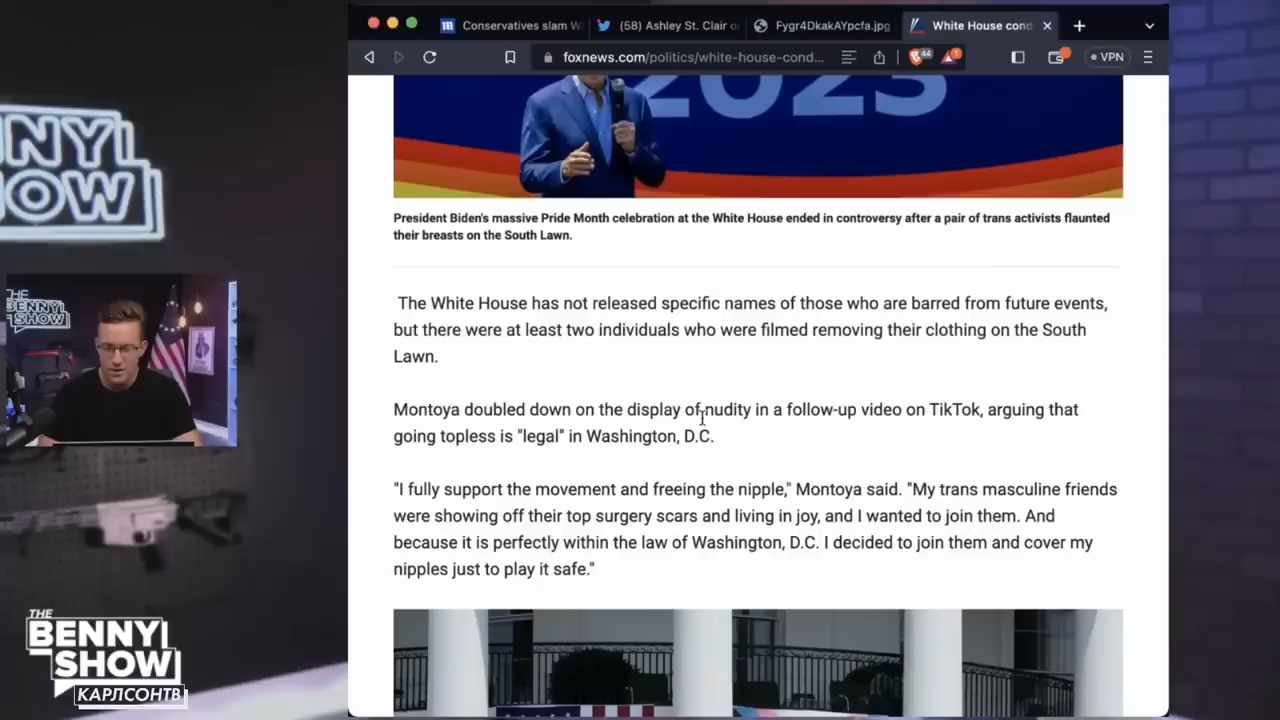 NNY
HOW
THE
BENNY
SHOW
THE
BENNY
SHOW
КАРЛСОНТВ
Conservatives slam W
(58) Ashley St. Clair o
Fygr4DkakAYpcfa.jpg
White House cond
foxnews.com/politics/white-house-cond...
44
1
VPN
2023
President Biden's massive Pride Month celebration at the White House ended in controversy after a pair of trans activists flaunted
their breasts on the South Lawn.
The White House has not released specific names of those who are barred from future events,
but there were at least two individuals who were filmed removing their clothing on the South
Lawn.
Montoya doubled down on the display of nudity in a follow-up video on TikTok, arguing that
going topless is "legal" in Washington, D.C.
"I fully support the movement and freeing the nipple," Montoya said. "My trans masculine friends
were showing off their top surgery scars and living in joy, and I wanted to join them. And
because it is perfectly within the law of Washington, D.C. I decided to join them and cover my
nipples just to play it safe."